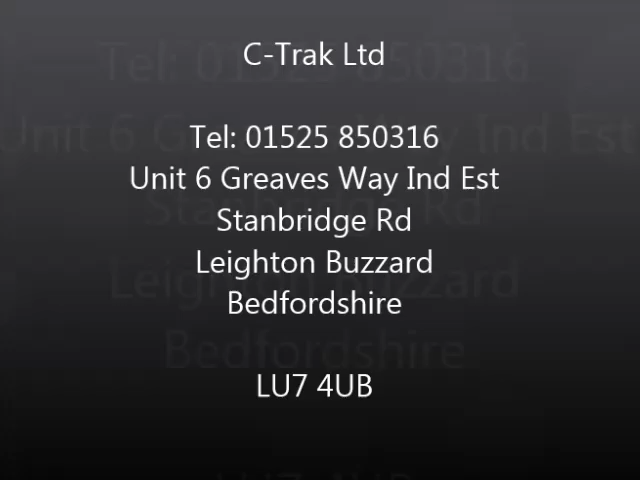 C-Trak Ltd
Tel: 01525 850316
Unit 6 Greaves Way Ind Est
Stanbridge Rd
Leighton Buzzard
Bedfordshire
LU7 4UB